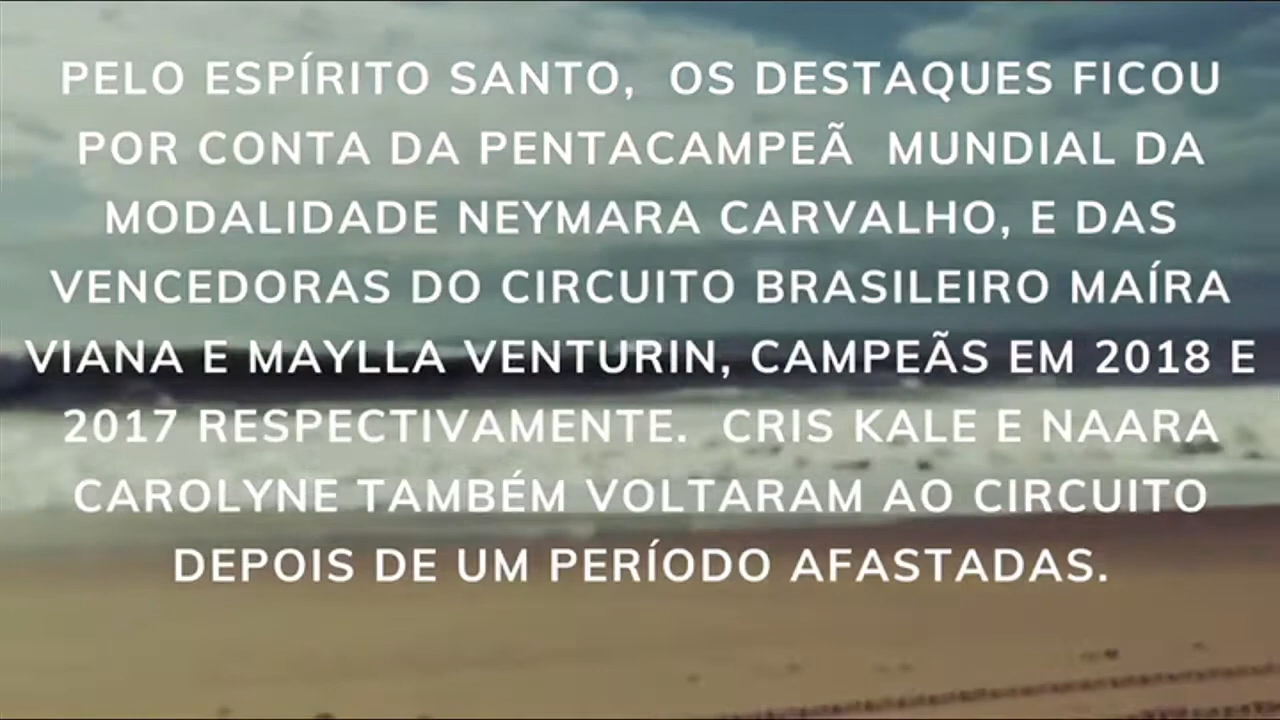 PELO ESPÍRITO SANTO, OS DESTAQUES FICOU
POR CONTA DA PENTACAMPEÃ MUNDIAL DA
MODALIDADE NEYMARA CARVALHO, E DAS
VENCEDORAS DO CIRCUITO BRASILEIRO MAÍRA
VIANA E MAYLLA VENTURIN, CAMPEÃS EM 2018 E
2017 RESPECTIVAMENTE. CRIS KALE E NAARA
CAROLYNE TAMBÉM VOLTARAM AO CIRCUITO
DEPOIS DE UM PERÍODO AFASTADAS.